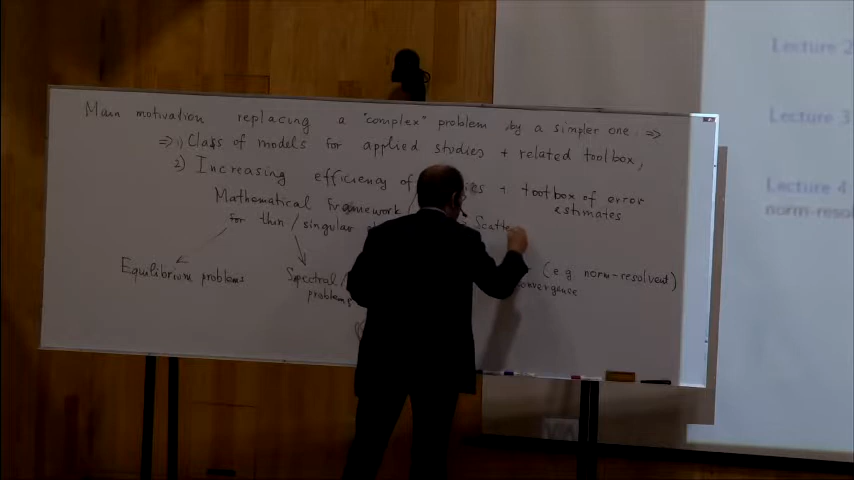 Main motivation replacing a "complex" problem by a simpler one. =>
=> 1) Class of models for applied studies + related toolbox;
2) Increasing efficiency of + toolbox of error estimates
Mathematical Framework
for thin / singular Scatte
Equilibrium problems
Spectral problems
(e.g norm-resolvent)
convergence
Lecture 2
Lecture 3
Lecture 4
norm-resol